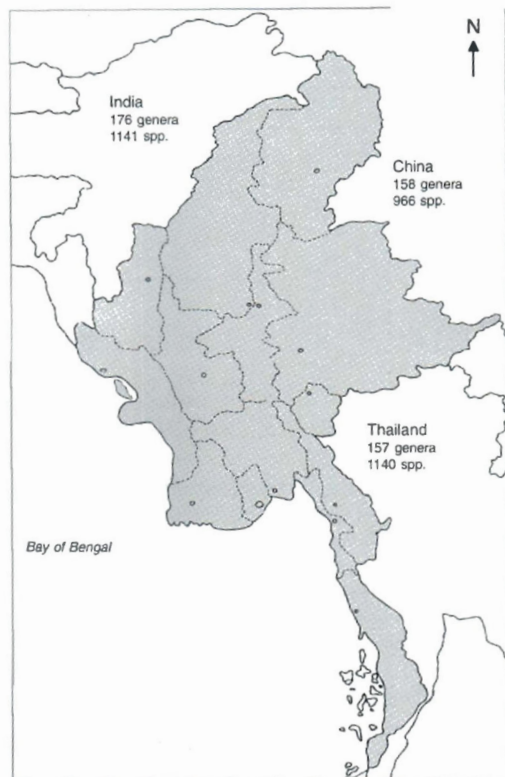 N
India
176 genera
1141 spp.
China
158 genera
966 spp.
Thailand
157 genera
1140 spp.
Bay of Bengal